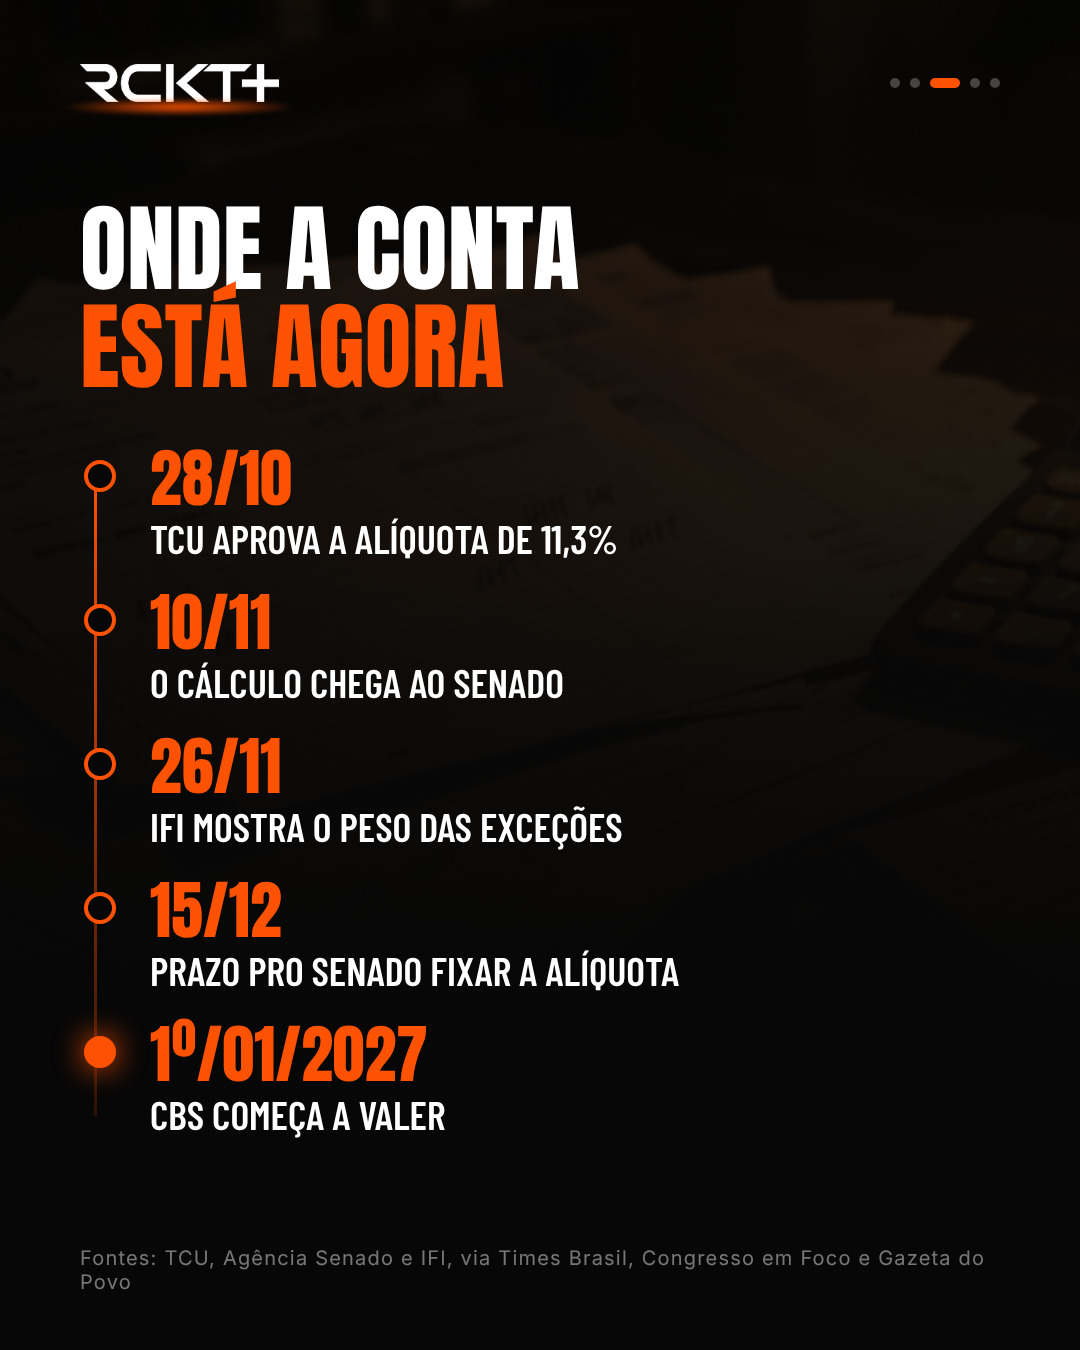 RCKT+
ONDE A CONTA
ESTÁ AGORA
28/10
TCU APROVA A ALÍQUOTA DE 11,3%
10/11
O CÁLCULO CHEGA AO SENADO
26/11
IFI MOSTRA O PESO DAS EXCEÇÕES
15/12
PRAZO PRO SENADO FIXAR A ALÍQUOTA
1º/01/2027
CBS COMEÇA A VALER
Fontes: TCU, Agência Senado e IFI, via Times Brasil, Congresso em Foco e Gazeta do
Povo